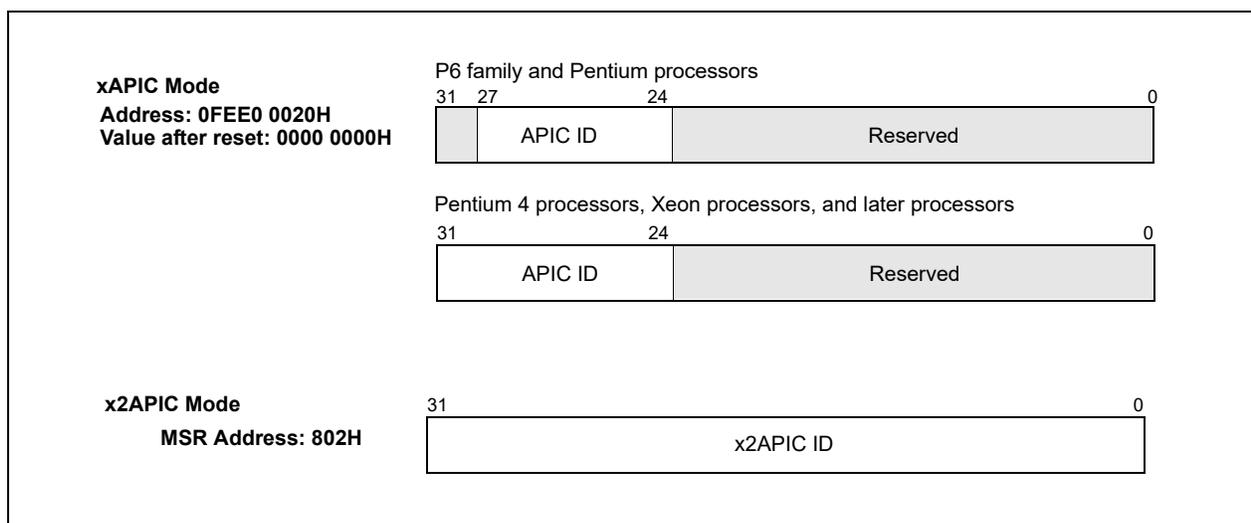 xAPIC Mode
Address: 0FEE0 0020H
Value after reset: 0000 0000H
P6 family and Pentium processors
31 27 24 0
APIC ID Reserved
Pentium 4 processors, Xeon processors, and later processors
31 24 0
APIC ID Reserved
x2APIC Mode
MSR Address: 802H
31 0
x2APIC ID